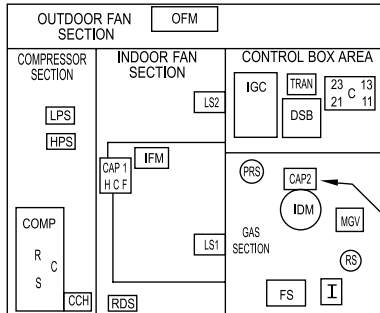 OUTDOOR FAN
SECTION
OFM
COMPRESSOR
SECTION
LPS
HPS
COMP
R
C
S
CCH
INDOOR FAN
SECTION
LS2
IFM
CAP 1
H C F
LS1
RDS
CONTROL BOX AREA
IGC
TRAN
DSB
23 13
C
21 11
PRS
CAP2
IDM
MGV
GAS
SECTION
RS
FS
I